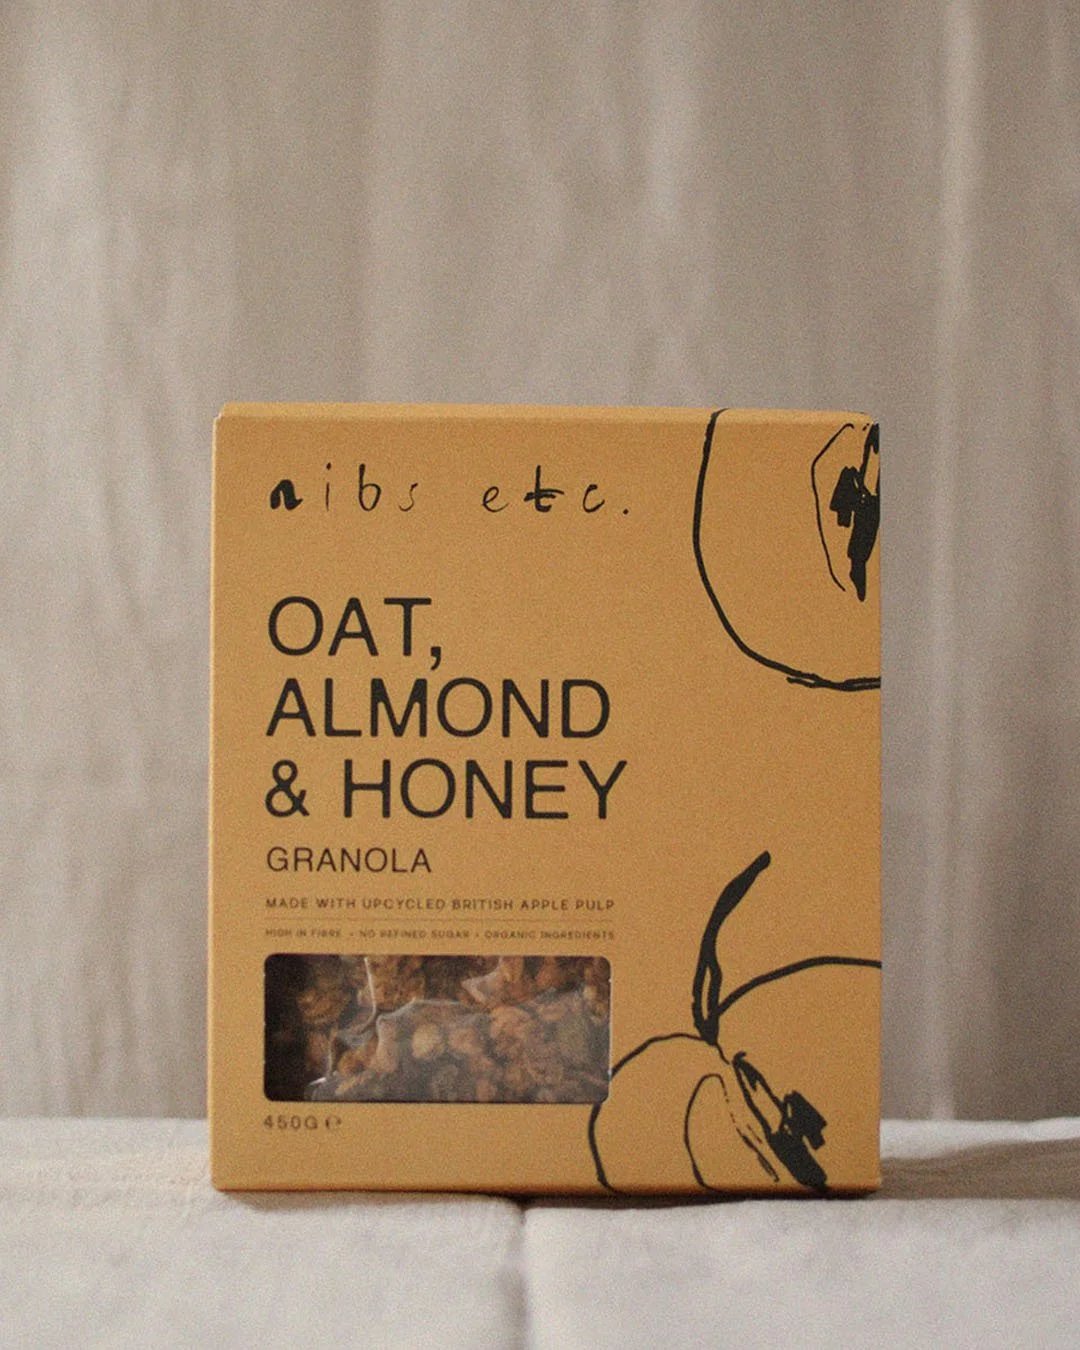 nibs etc.
OAT,
ALMOND
& HONEY
GRANOLA
MADE WITH UPCYCLED BRITISH APPLE PULP
HIGH IN FIBRE • NO REFINED SUGAR • ORGANIC INGREDIENTS
450G ℮